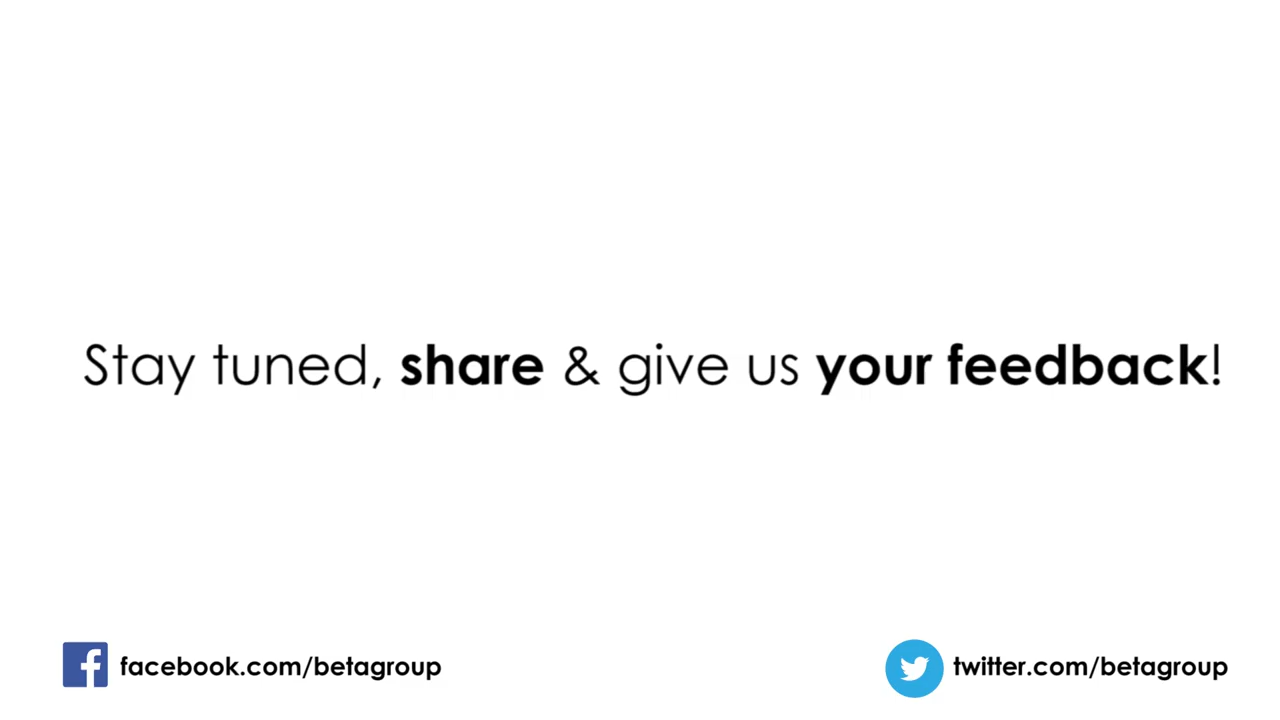 Stay tuned, share & give us your feedback!
facebook.com/betagroup
twitter.com/betagroup